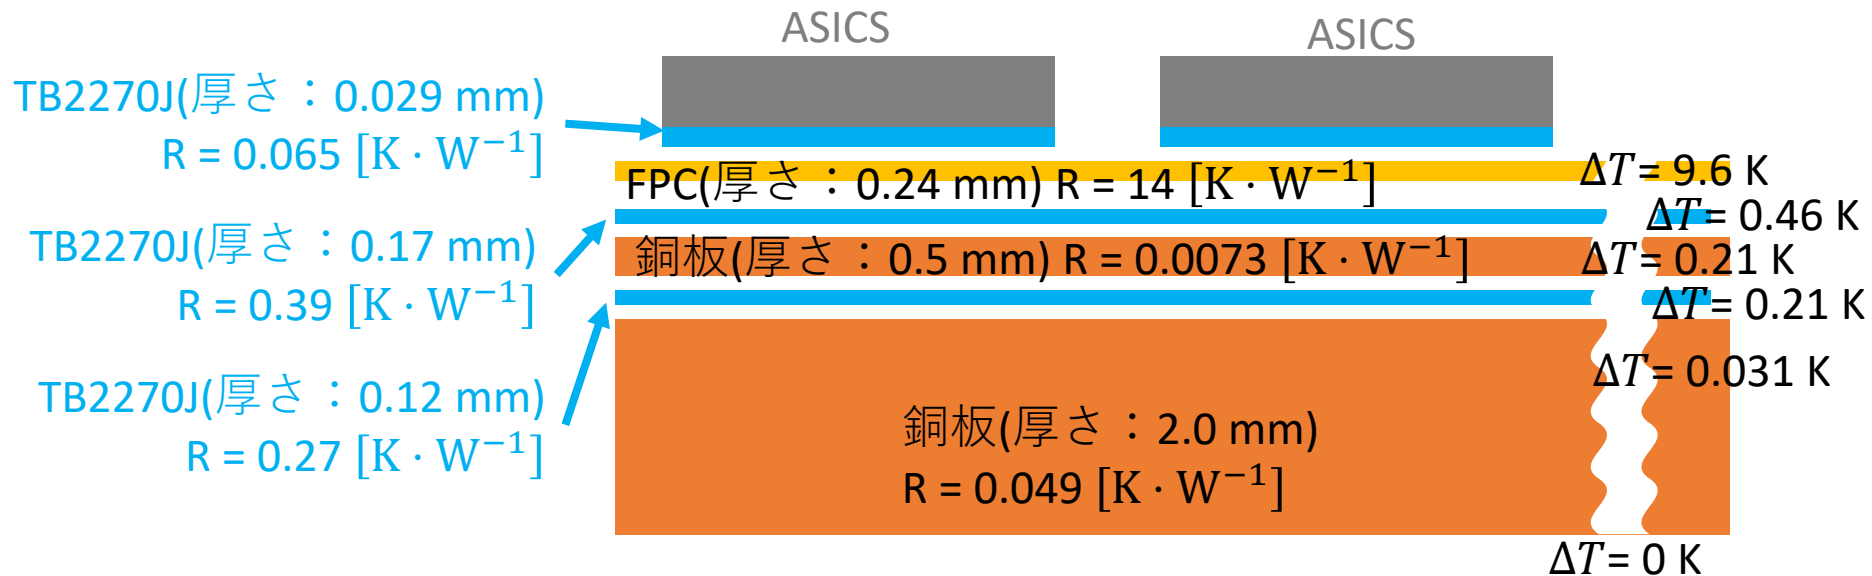 ASICS
ASICS
TB2270J(厚さ：0.029 mm)
R = 0.065 [K · W⁻¹]
FPC(厚さ：0.24 mm) R = 14 [K · W⁻¹]
ΔT= 9.6 K
ΔT= 0.46 K
TB2270J(厚さ：0.17 mm)
R = 0.39 [K · W⁻¹]
銅板(厚さ：0.5 mm) R = 0.0073 [K · W⁻¹]
ΔT= 0.21 K
ΔT= 0.21 K
ΔT= 0.031 K
TB2270J(厚さ：0.12 mm)
R = 0.27 [K · W⁻¹]
銅板(厚さ：2.0 mm)
R = 0.049 [K · W⁻¹]
ΔT= 0 K